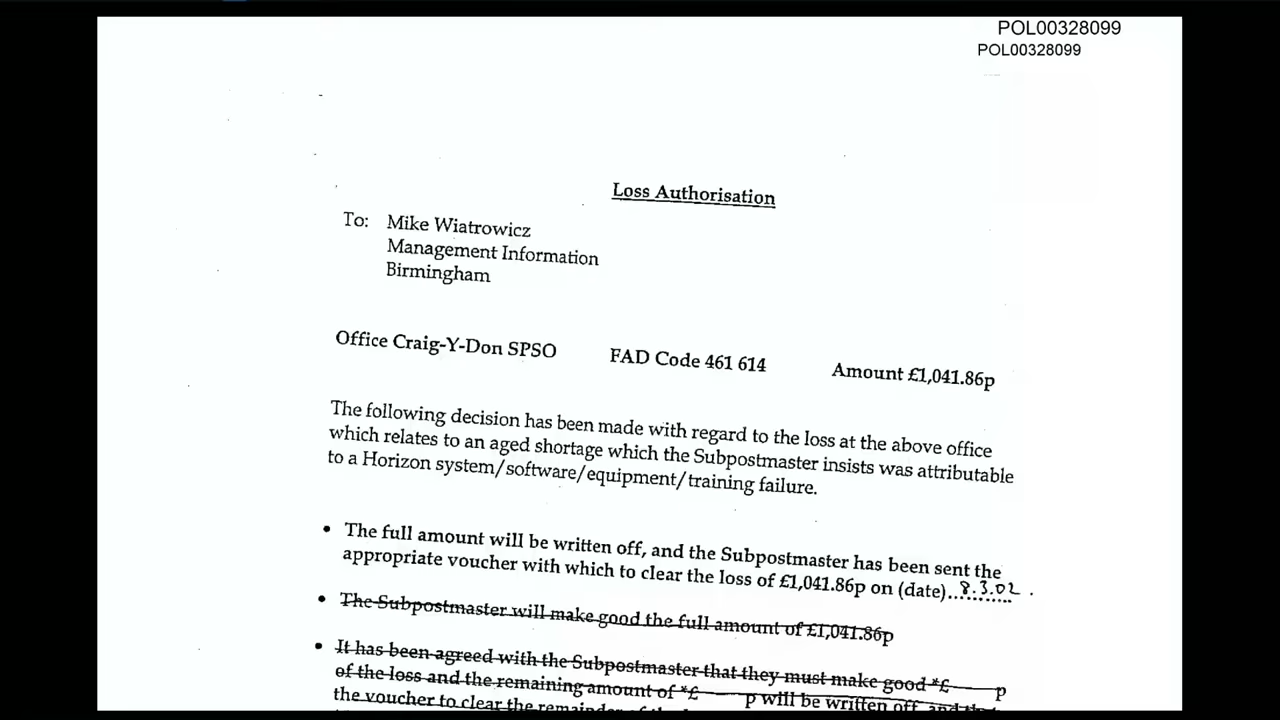 POL00328099
POL00328099
Loss Authorisation
To: Mike Wiatrowicz
Management Information
Birmingham
Office Craig-Y-Don SPSO FAD Code 461 614 Amount £1,041.86p
The following decision has been made with regard to the loss at the above office
which relates to an aged shortage which the Subpostmaster insists was attributable
to a Horizon system/software/equipment/training failure.
• The full amount will be written off, and the Subpostmaster has been sent the
appropriate voucher with which to clear the loss of £1,041.86p on (date)..8.3.02..
• The Subpostmaster will make good the full amount of £1,041.86p
• It has been agreed with the Subpostmaster that they must make good *£ p
of the loss and the remaining amount of *£ p will be written off, and
the voucher to clear the remainder of the